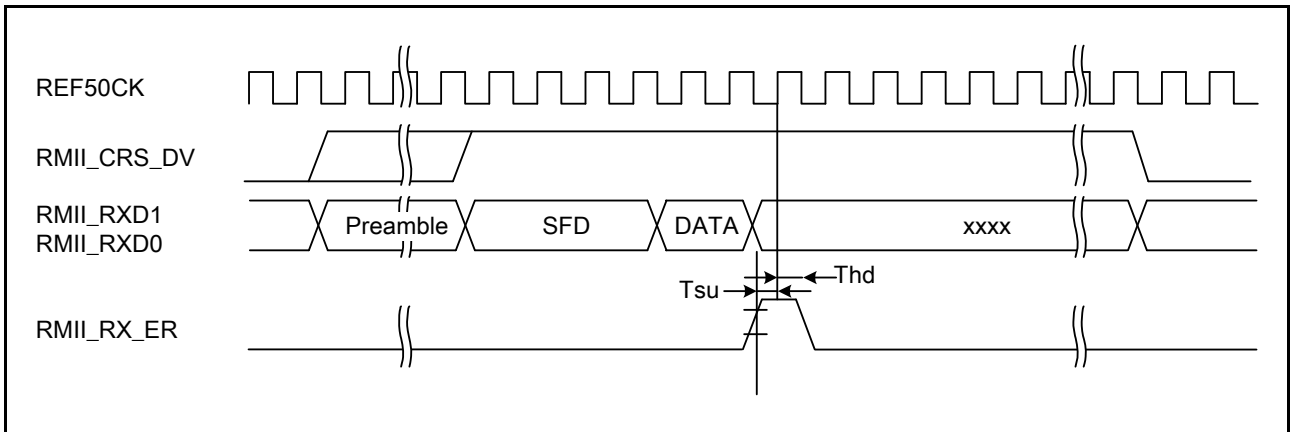 REF50CK
RMII_CRS_DV
RMII_RXD1
RMII_RXD0
Preamble SFD DATA xxxx
Tsu Thd
RMII_RX_ER